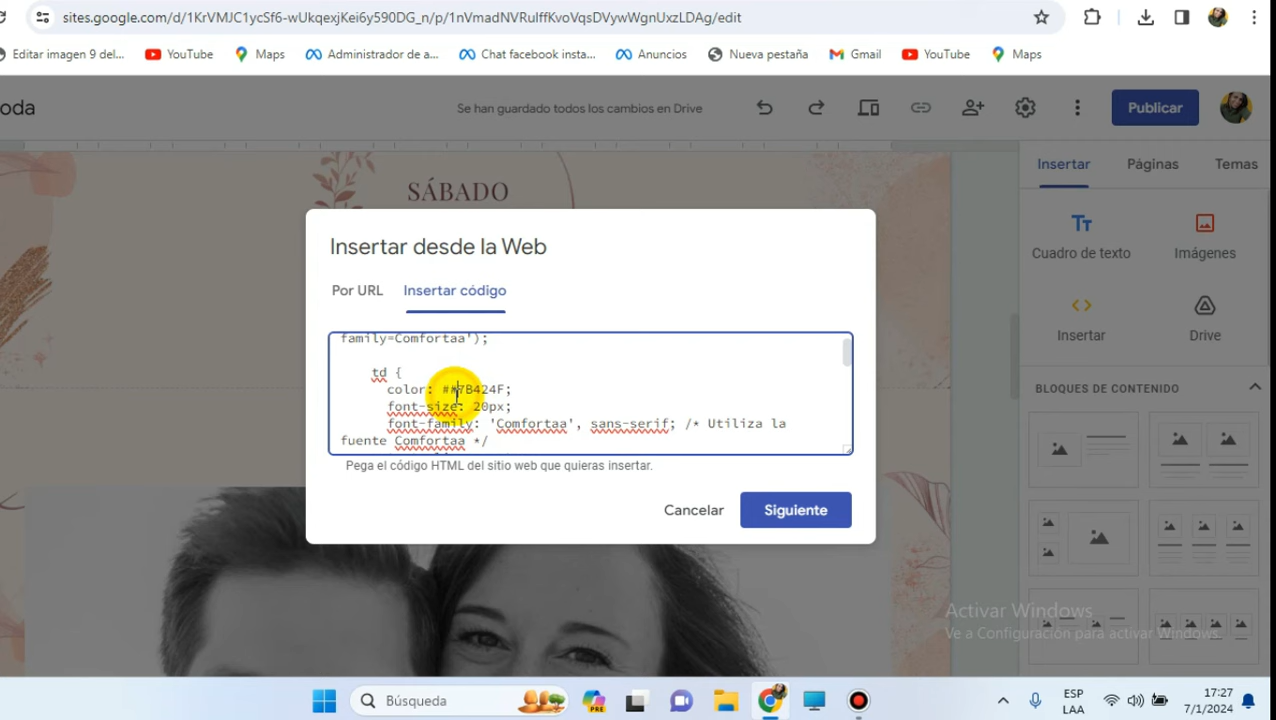 sites.google.com/d/1KrVMJC1ycSf6-wUkqexjKei6y590DG_n/p/1nVmadNVRuIffKvoVqsDVywWgnUxzLDAg/edit
Editar imagen 9 del...
YouTube
Maps
Administrador de a...
Chat facebook insta...
Anuncios
Nueva pestaña
Gmail
YouTube
Maps
oda
Se han guardado todos los cambios en Drive
Publicar
Insertar
Páginas
Temas
SÁBADO
Insertar desde la Web
Por URL
Insertar código
family=Comfortaa');
td {
color: ##7B424F;
font-size: 20px;
font-family: 'Comfortaa', sans-serif; /* Utiliza la
fuente Comfortaa */
Pega el código HTML del sitio web que quieras insertar.
Cancelar
Siguiente
Cuadro de texto
Imágenes
Insertar
Drive
BLOQUES DE CONTENIDO
Activar Windows
Ve a Configuración para activar Windows.
Búsqueda
PRE
ESP
LAA
17:27
7/1/2024